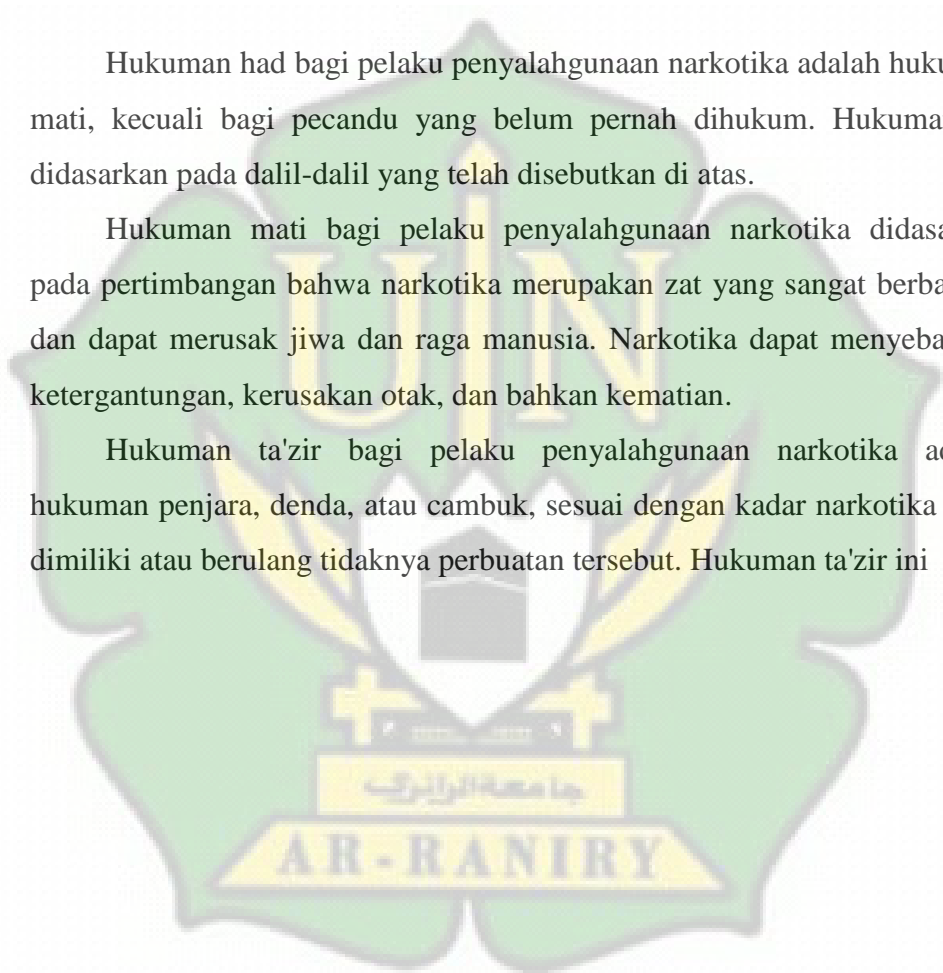 Hukuman had bagi pelaku penyalahgunaan narkotika adalah huku
mati, kecuali bagi pecandu yang belum pernah dihukum. Hukuma
didasarkan pada dalil-dalil yang telah disebutkan di atas.
Hukuman mati bagi pelaku penyalahgunaan narkotika didasa
pada pertimbangan bahwa narkotika merupakan zat yang sangat berba
dan dapat merusak jiwa dan raga manusia. Narkotika dapat menyeba
ketergantungan, kerusakan otak, dan bahkan kematian.
Hukuman ta'zir bagi pelaku penyalahgunaan narkotika ad
hukuman penjara, denda, atau cambuk, sesuai dengan kadar narkotika
dimiliki atau berulang tidaknya perbuatan tersebut. Hukuman ta'zir ini
UIN
جامعة الرانري
AR-RANIRY